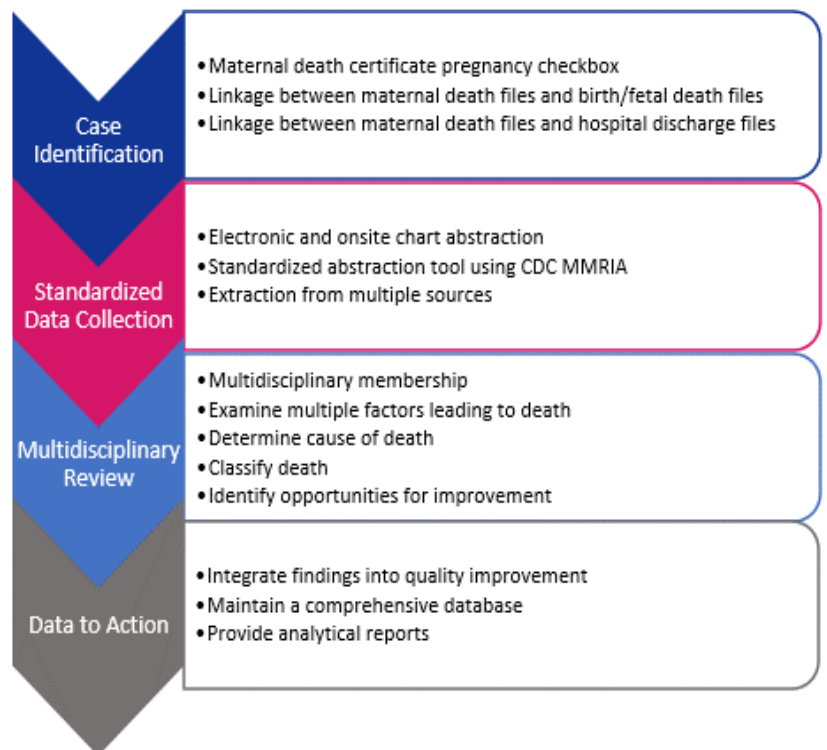 Case
Identification
•Maternal death certificate pregnancy checkbox
•Linkage between maternal death files and birth/fetal death files
•Linkage between maternal death files and hospital discharge files
Standardized
Data Collection
•Electronic and onsite chart abstraction
•Standardized abstraction tool using CDC MMRIA
•Extraction from multiple sources
Multidisciplinary
Review
•Multidisciplinary membership
•Examine multiple factors leading to death
•Determine cause of death
•Classify death
•Identify opportunities for improvement
Data to Action
•Integrate findings into quality improvement
•Maintain a comprehensive database
•Provide analytical reports